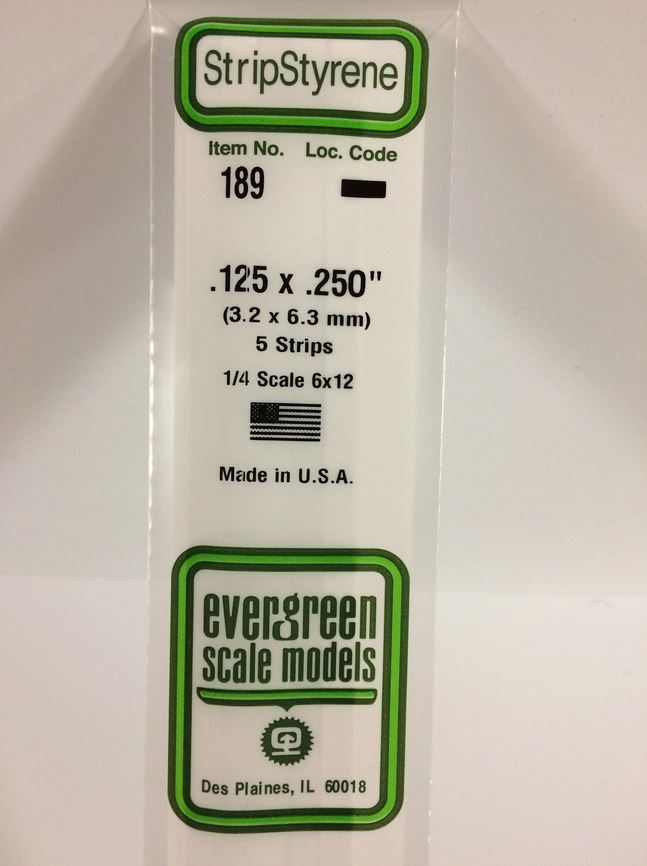 StripStyrene
Item No. Loc. Code
189
.125 x .250"
(3.2 x 6.3 mm)
5 Strips
1/4 Scale 6x12
Made in U.S.A.
evergreen
scale models
Des Plaines, IL 60018